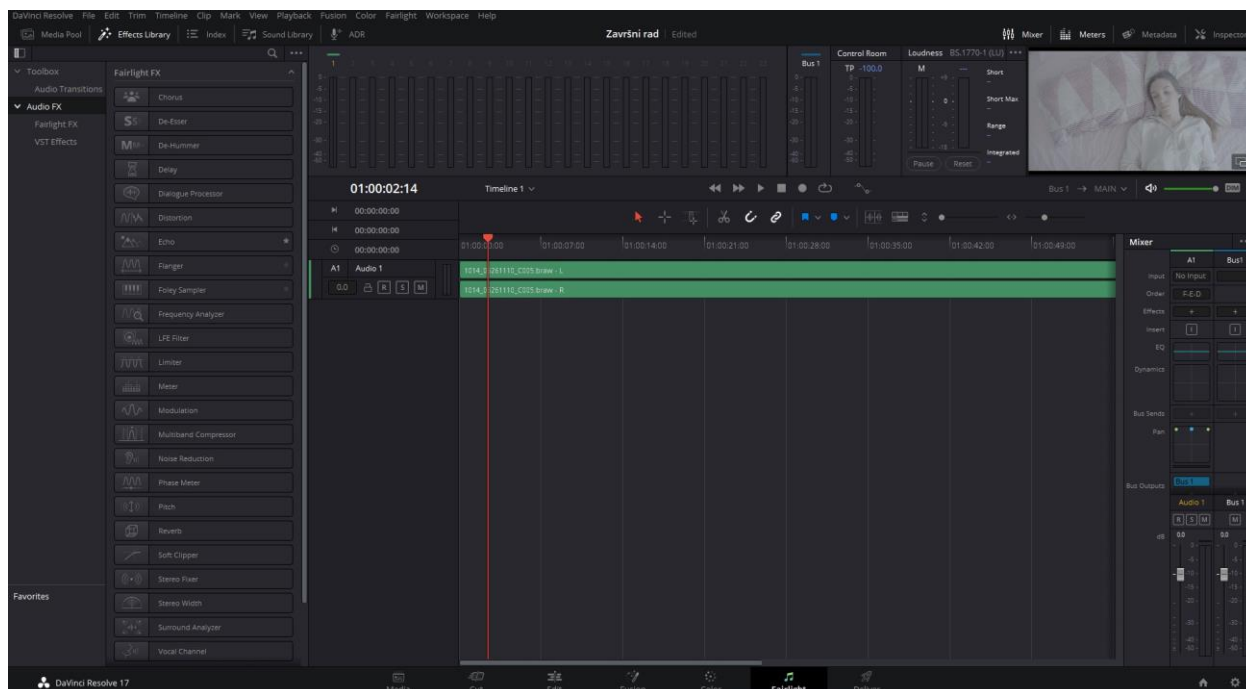 DaVinci Resolve File Edit Trim Timeline Clip Mark View Playback Fusion Color Fairlight Workspace Help
Media Pool Effects Library Index Sound Library ADR Završni rad Edited Mixer Meters Metadata Inspector
Toolbox
Audio Transitions
Audio FX
Fairlight FX
VST Effects
Favorites
Fairlight FX
Chorus
De-Esser
De-Hummer
Delay
Dialogue Processor
Distortion
Echo
Flanger
Foley Sampler
Frequency Analyzer
LFE Filter
Limiter
Meter
Modulation
Multiband Compressor
Noise Reduction
Phase Meter
Pitch
Reverb
Soft Clipper
Stereo Fixer
Stereo Width
Surround Analyzer
Vocal Channel
Bus 1
Control Room
TP -100.0
Loudness BS.1770-1 (LU)
M
Short
Short Max
Range
Integrated
Pause Reset
01:00:02:14 Timeline 1 Bus 1 → MAIN DIM
00:00:00:00
00:00:00:00
00:00:00:00
01:00:07:00 01:00:14:00 01:00:21:00 01:00:28:00 01:00:35:00 01:00:42:00 01:00:49:00
A1 Audio 1
0.0 R S M
Mixer
A1 Bus1
Input No Input
Order F-E-D
Effects + +
Insert
EQ
Dynamics
Bus Sends
Pan
Bus Outputs Bus 1
Audio 1 Bus 1
R S M M
dB 0.0 0.0
DaVinci Resolve 17
Media Cut Edit Fusion Color Fairlight Deliver